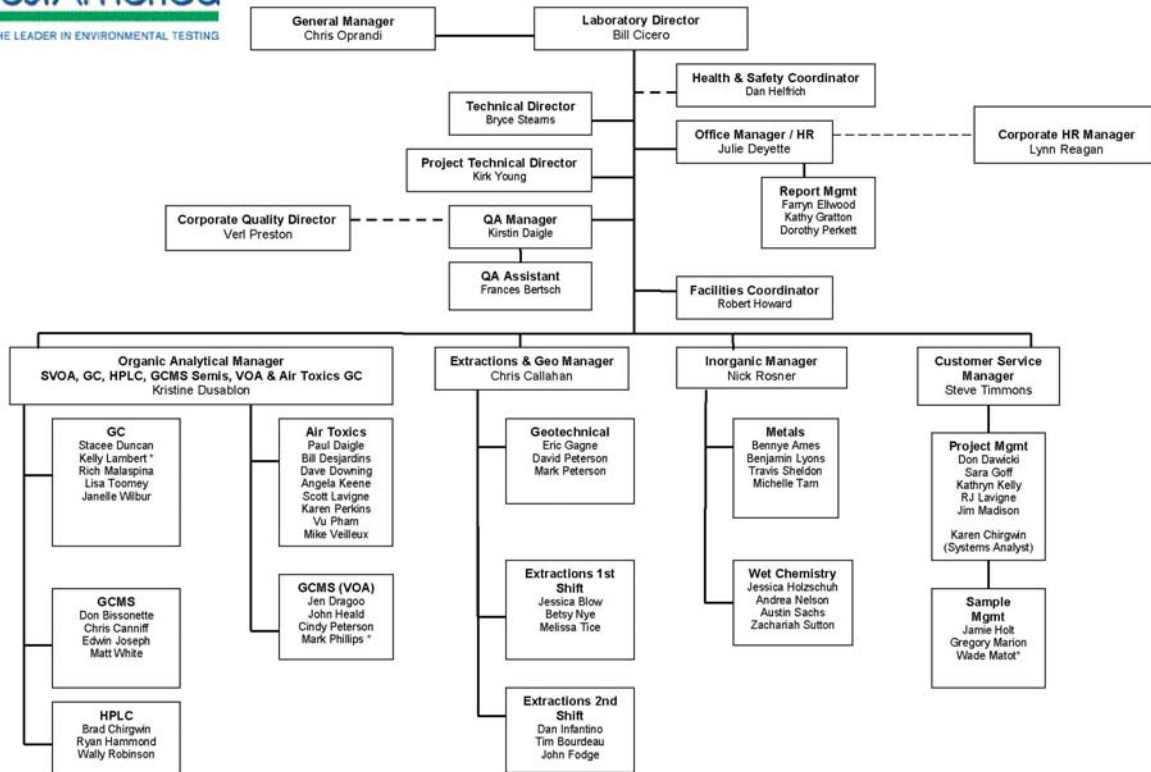 THE LEADER IN ENVIRONMENTAL TESTING
General Manager
Chris Oprandi
Laboratory Director
Bill Cicero
Health & Safety Coordinator
Dan Helfrich
Technical Director
Bryce Stearns
Office Manager / HR
Julie Deyette
Corporate HR Manager
Lynn Reagan
Project Technical Director
Kirk Young
Report Mgmt
Farryn Ellwood
Kathy Gratton
Dorothy Perkett
Corporate Quality Director
Verl Preston
QA Manager
Kirstin Daigle
QA Assistant
Frances Bertsch
Facilities Coordinator
Robert Howard
Organic Analytical Manager
SVOA, GC, HPLC, GCMS Semis, VOA & Air Toxics GC
Kristine Dusablon
Extractions & Geo Manager
Chris Callahan
Inorganic Manager
Nick Rosner
Customer Service
Manager
Steve Timmons
GC
Stacee Duncan
Kelly Lambert *
Rich Malaspina
Lisa Toomey
Janelle Wilbur
Air Toxics
Paul Daigle
Bill Desjardins
Dave Downing
Angela Keene
Scott Lavigne
Karen Perkins
Vu Pham
Mike Veilleux
Geotechnical
Eric Gagne
David Peterson
Mark Peterson
Metals
Bennye Ames
Benjamin Lyons
Travis Sheldon
Michelle Tam
Project Mgmt
Don Dawicki
Sara Goff
Kathryn Kelly
RJ Lavigne
Jim Madison
Karen Chirgwin
(Systems Analyst)
GCMS
Don Bissonette
Chris Canniff
Edwin Joseph
Matt White
GCMS (VOA)
Jen Dragoo
John Heald
Cindy Peterson
Mark Phillips *
Extractions 1st
Shift
Jessica Blow
Betsy Nye
Melissa Tice
Wet Chemistry
Jessica Holzschuh
Andrea Nelson
Austin Sachs
Zachariah Sutton
Sample
Mgmt
Jamie Holt
Gregory Marion
Wade Matot*
HPLC
Brad Chirgwin
Ryan Hammond
Wally Robinson
Extractions 2nd
Shift
Dan Infantino
Tim Bourdeau
John Fodge